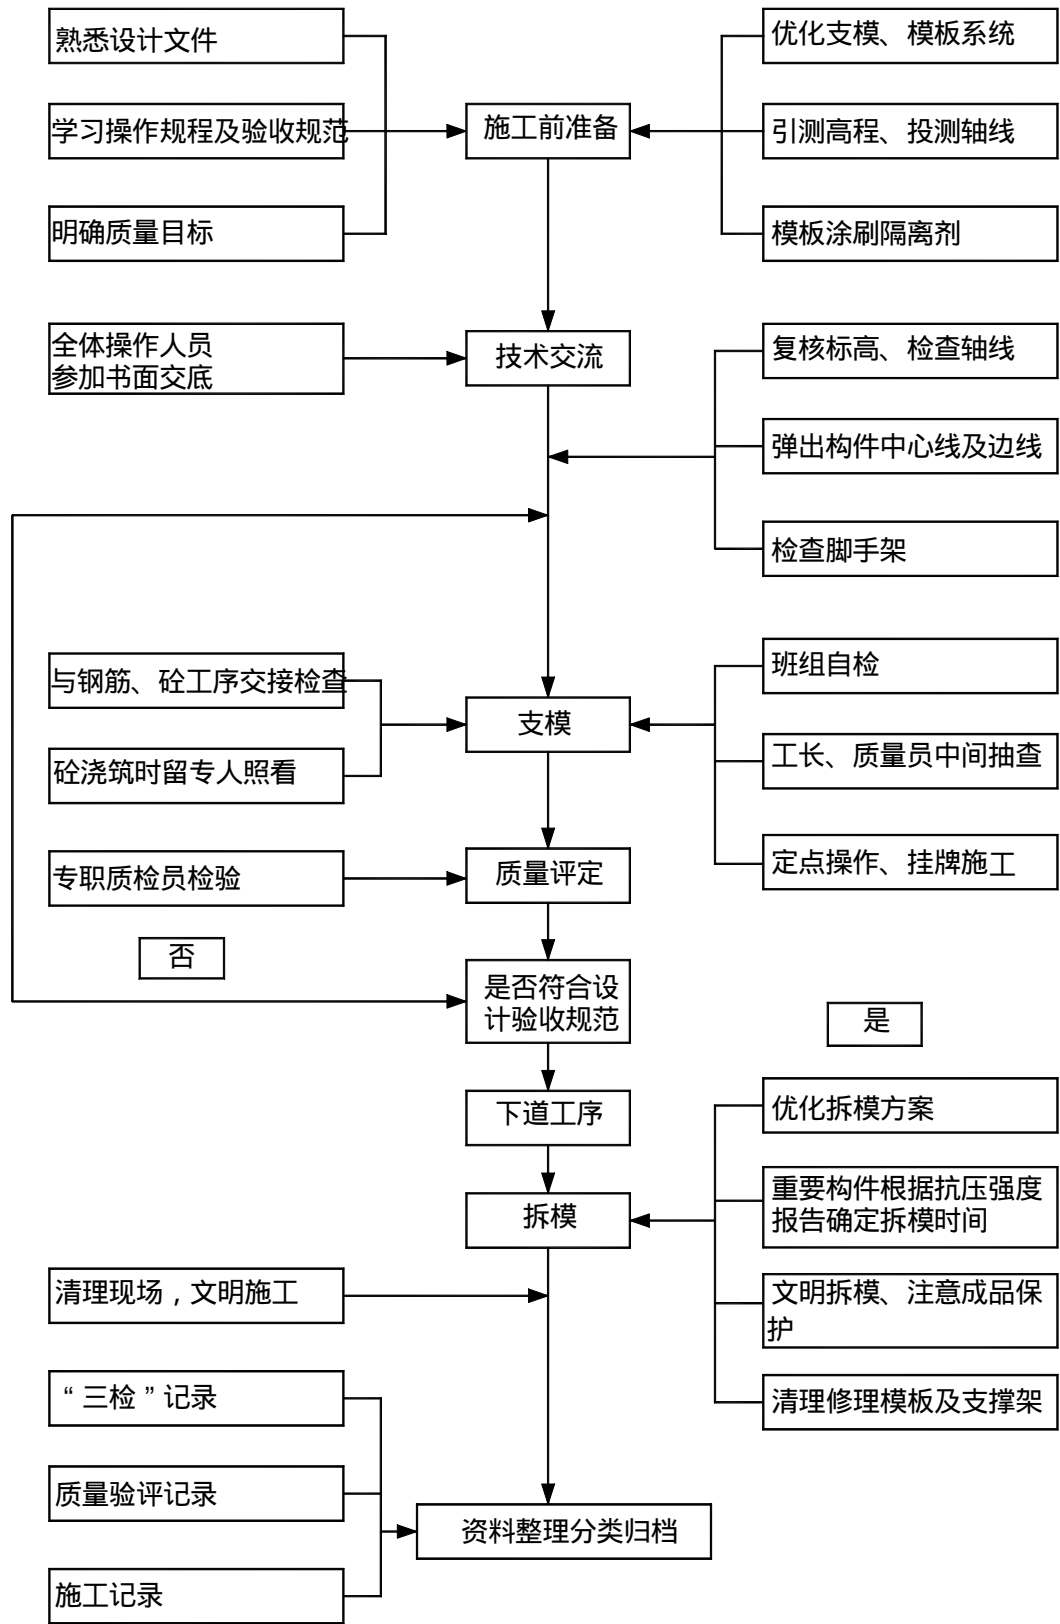 熟悉设计文件
优化支模、模板系统
学习操作规程及验收规范
施工前准备
引测高程、投测轴线
明确质量目标
模板涂刷隔离剂
全体操作人员
参加书面交底
技术交流
复核标高、检查轴线
弹出构件中心线及边线
检查脚手架
与钢筋、砼工序交接检查
班组自检
支模
砼浇筑时留专人照看
工长、质量员中间抽查
专职质检员检验
质量评定
定点操作、挂牌施工
否
是否符合设
计验收规范
是
下道工序
优化拆模方案
拆模
重要构件根据抗压强度
报告确定拆模时间
清理现场，文明施工
文明拆模、注意成品保
护
“三检”记录
清理修理模板及支撑架
质量验评记录
资料整理分类归档
施工记录